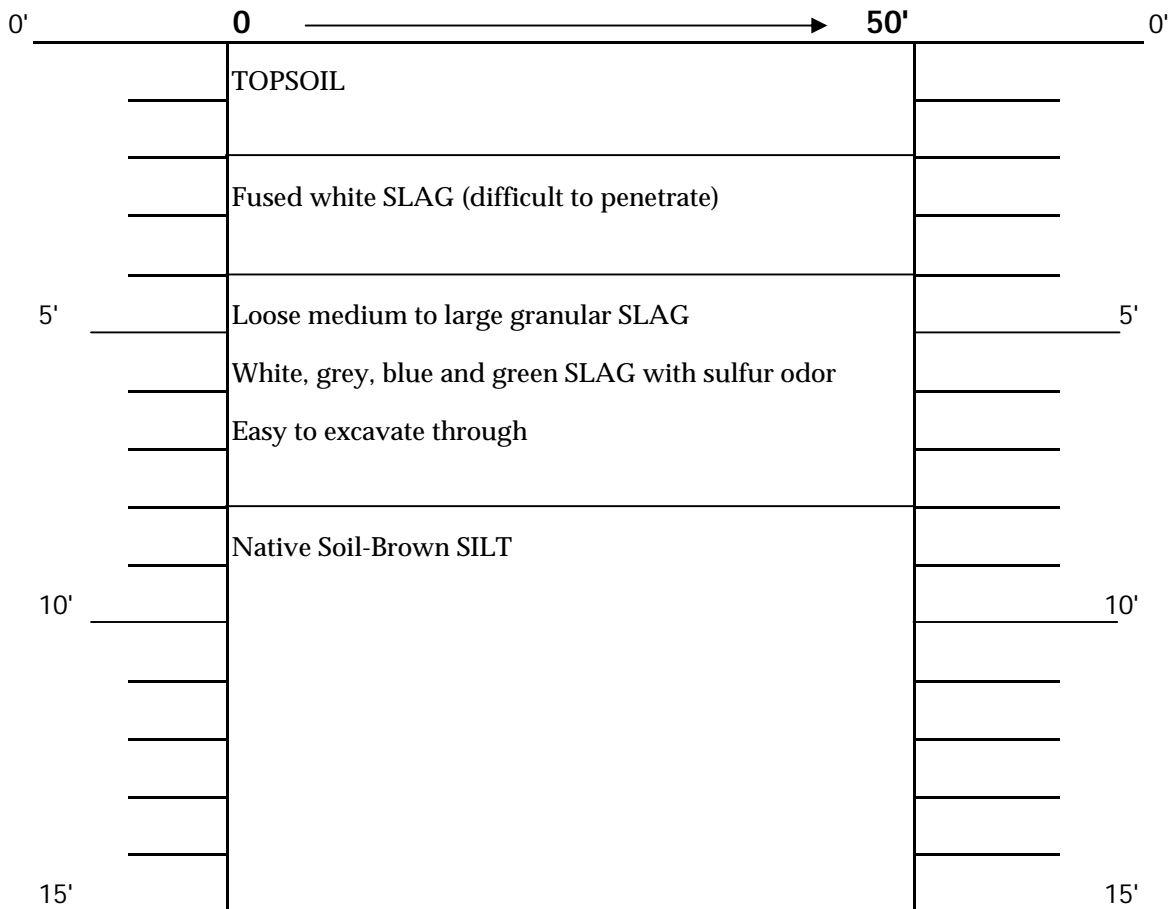 0' 0 50' 0'
TOPSOIL
Fused white SLAG (difficult to penetrate)
5' Loose medium to large granular SLAG 5'
White, grey, blue and green SLAG with sulfur odor
Easy to excavate through
Native Soil-Brown SILT
10' 10'
15' 15'